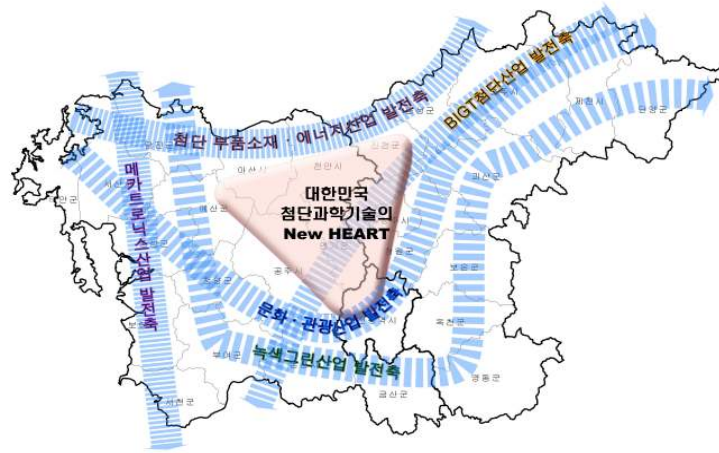 BIGT첨단산업 발전축
첨단 부품소재 · 에너지산업 발전축
대한민국
첨단과학기술의
New HEART
메카트로닉스산업 발전축
문화 · 관광산업 발전축
녹색그린산업 발전축
제천시
단양군
괴산군
천안시
아산시
예산군
공주시
보은군
옥천군
영동군
금산군
부여군
서천군